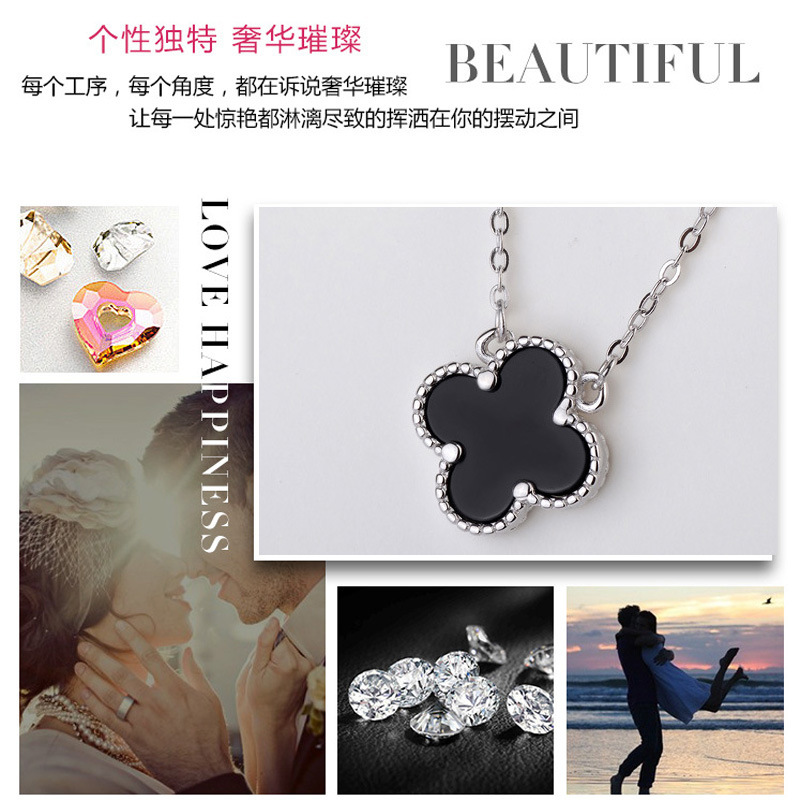 个性独特 奢华璀璨
BEAUTIFUL
每个工序，每个角度，都在诉说奢华璀璨
让每一处惊艳都淋漓尽致的挥洒在你的摆动之间
LOVE HAPPINESS